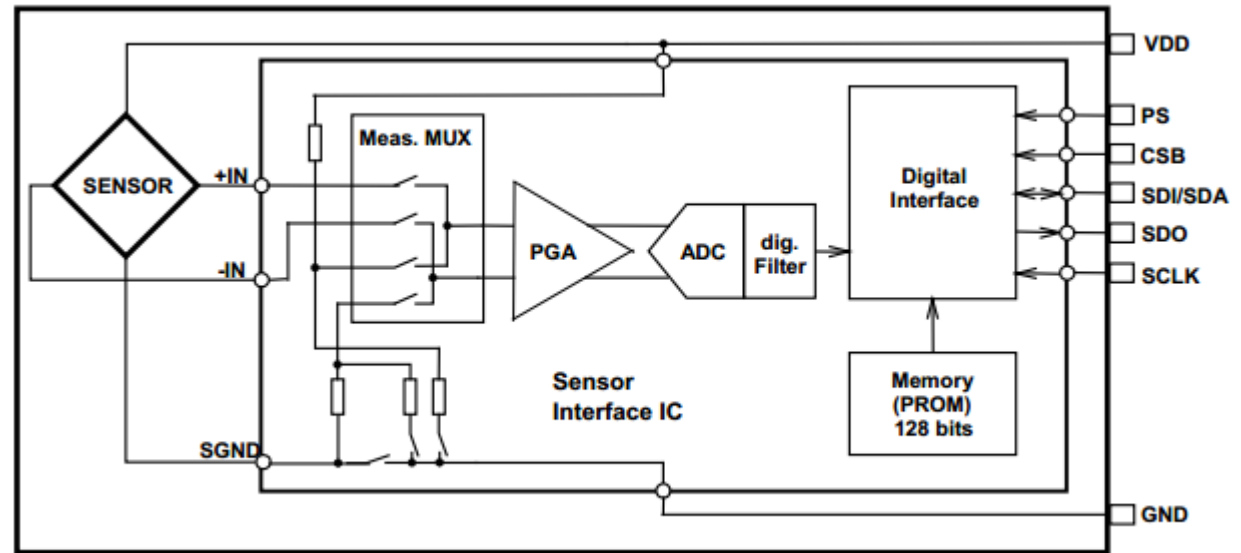 VDD
PS
Meas. MUX
CSB
+IN
SENSOR
Digital
Interface
SDI/SDA
SDO
PGA
ADC
dig.
Filter
-IN
SCLK
Sensor
Interface IC
Memory
(PROM)
128 bits
SGND
GND